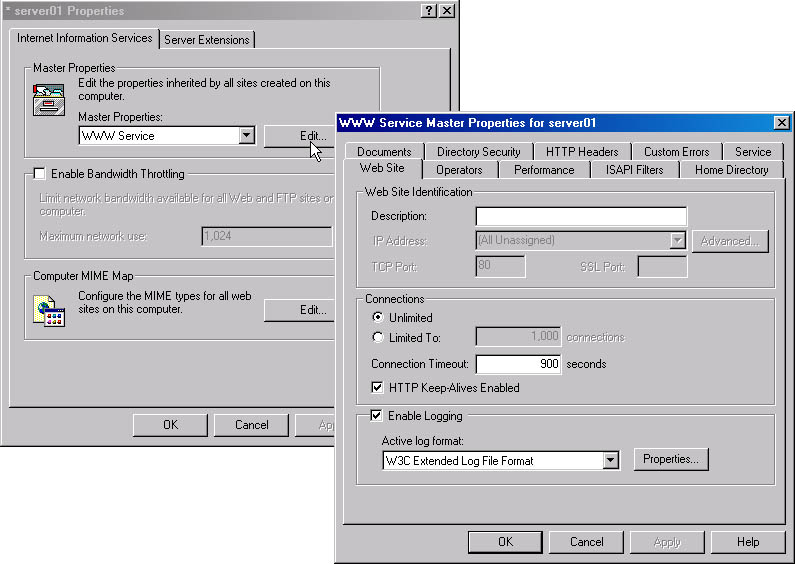 * server01 Properties
Internet Information Services
Server Extensions
Master Properties
Edit the properties inherited by all sites created on this
computer.
Master Properties:
WWW Service
Edit...
Enable Bandwidth Throttling
Limit network bandwidth available for all Web and FTP sites on
computer.
Maximum network use:
1,024
Computer MIME Map
Configure the MIME types for all web
sites on this computer.
Edit...
OK
Cancel
WWW Service Master Properties for server01
Documents
Directory Security
HTTP Headers
Custom Errors
Service
Web Site
Operators
Performance
ISAPI Filters
Home Directory
Web Site Identification
Description:
IP Address:
(All Unassigned)
Advanced...
TCP Port:
80
SSL Port:
Connections
Unlimited
Limited To:
1,000
connections
Connection Timeout:
900
seconds
HTTP Keep-Alives Enabled
Enable Logging
Active log format:
W3C Extended Log File Format
Properties...
OK
Cancel
Apply
Help